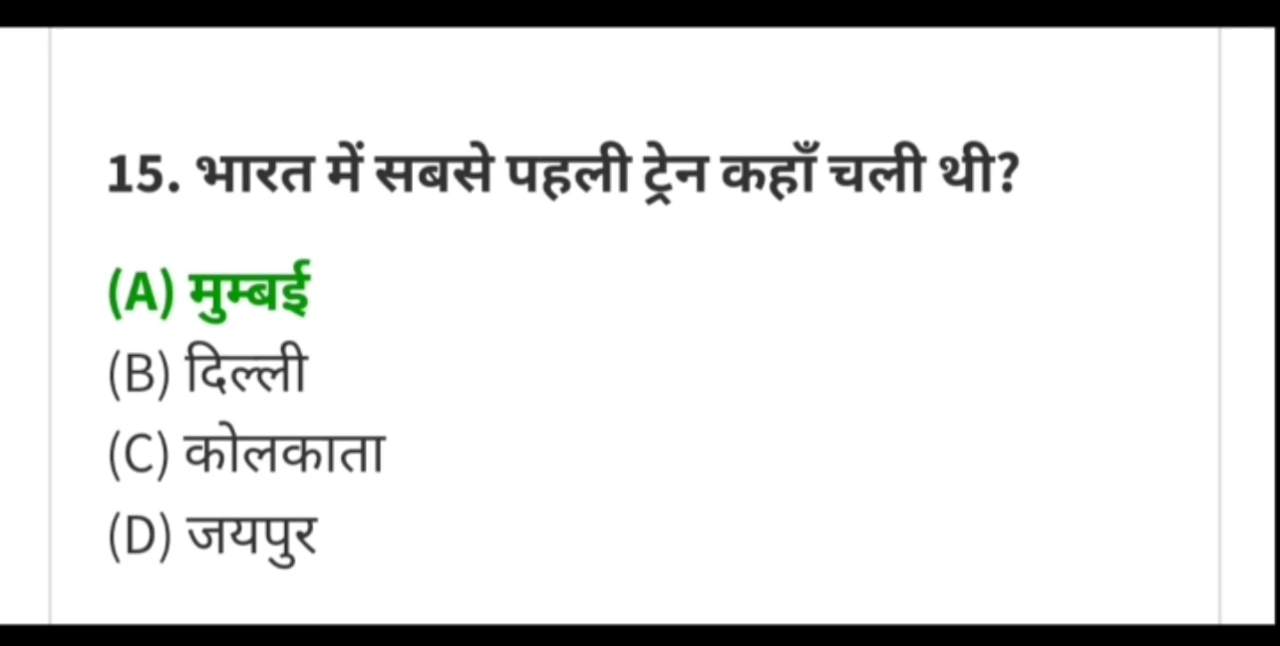 15. भारत में सबसे पहली ट्रेन कहाँ चली थी?
(A) मुम्बई
(B) दिल्ली
(C) कोलकाता
(D) जयपुर